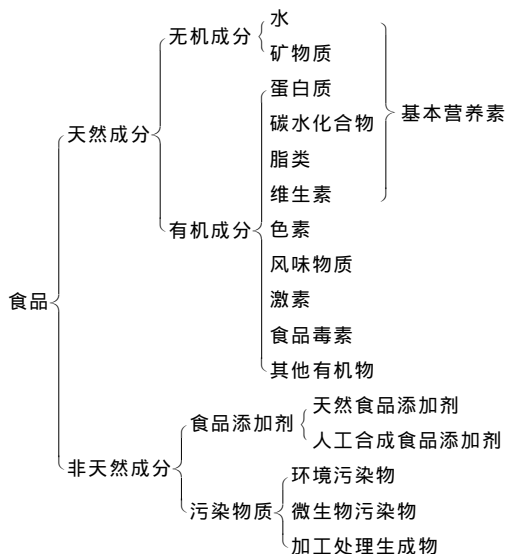 水
无机成分
矿物质
蛋白质
碳水化合物
基本营养素
天然成分
脂类
维生素
有机成分
色素
风味物质
激素
食品
食品毒素
其他有机物
天然食品添加剂
食品添加剂
人工合成食品添加剂
非天然成分
环境污染物
污染物质
微生物污染物
加工处理生成物